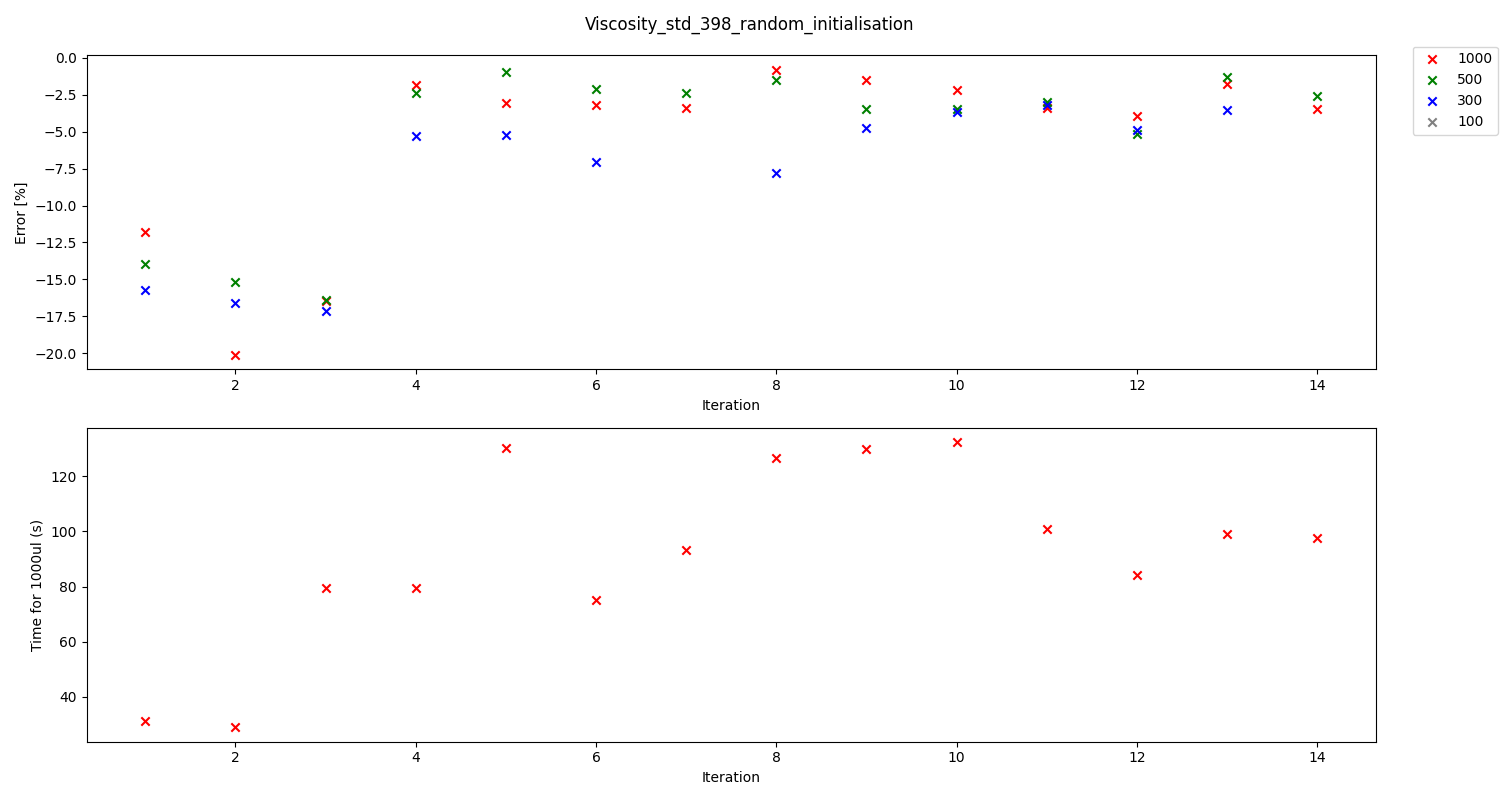 Viscosity_std_398_random_initialisation
0.0
−2.5
−5.0
−7.5
−10.0
−12.5
−15.0
−17.5
−20.0
Error [%]
2 4 6 8 10 12 14
Iteration
1000
500
300
100
120
100
80
60
40
Time for 1000ul (s)
2 4 6 8 10 12 14
Iteration